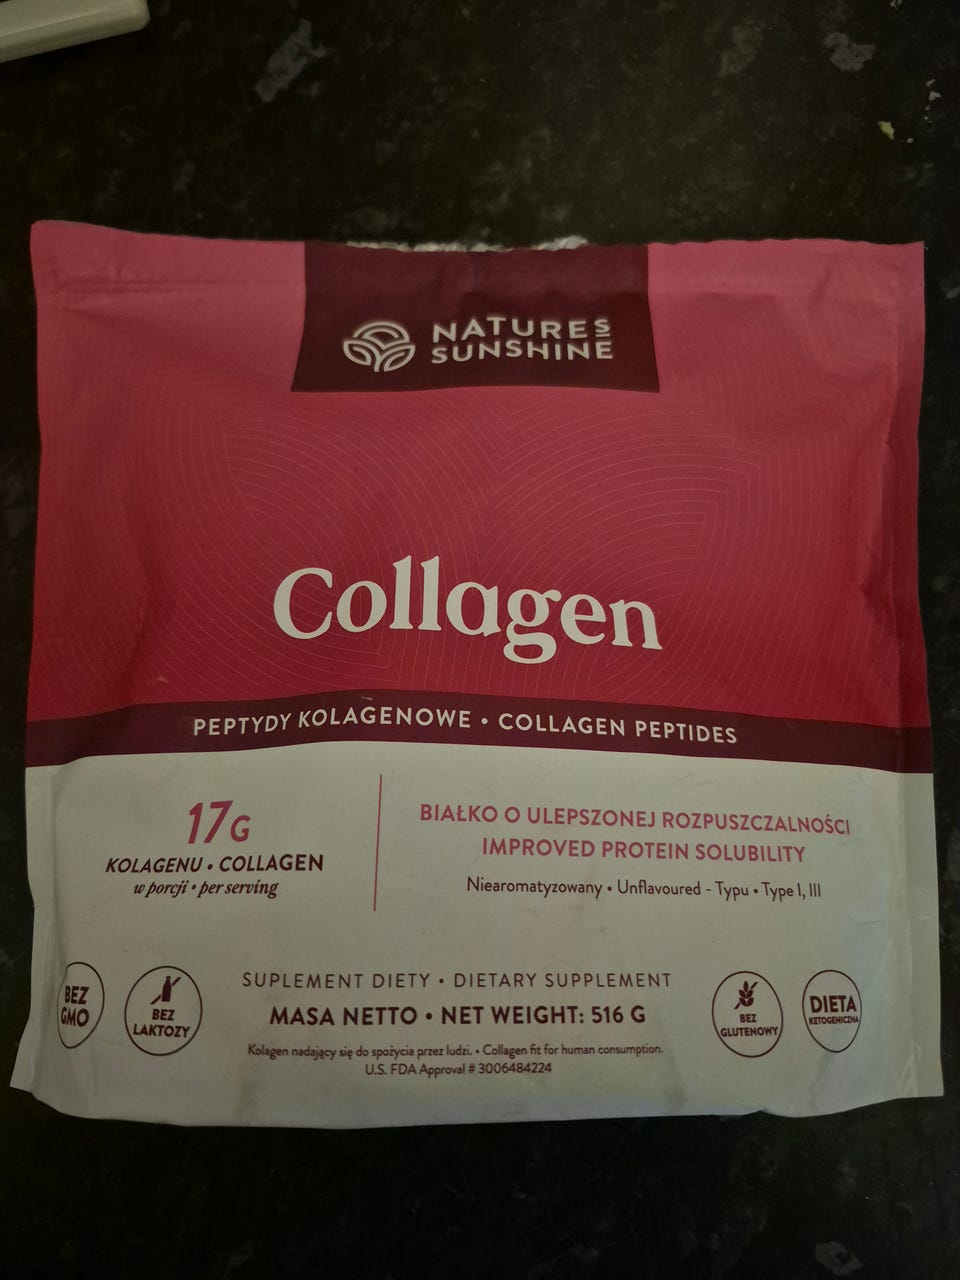 NATURE'S
SUNSHINE
Collagen
PEPTYDY KOLAGENOWE • COLLAGEN PEPTIDES
17G
KOLAGENU • COLLAGEN
w porcji • per serving
BIAŁKO O ULEPSZONEJ ROZPUSZCZALNOŚCI
IMPROVED PROTEIN SOLUBILITY
Niearomatyzowany • Unflavoured - Typu • Type I, III
BEZ
GMO
BEZ
LAKTOZY
SUPLEMENT DIETY • DIETARY SUPPLEMENT
MASA NETTO • NET WEIGHT: 516 G
Kolagen nadający się do spożycia przez ludzi. • Collagen fit for human consumption.
U.S. FDA Approval # 3006484224
BEZ
GLUTENOWY
DIETA
KETOGENICZNA